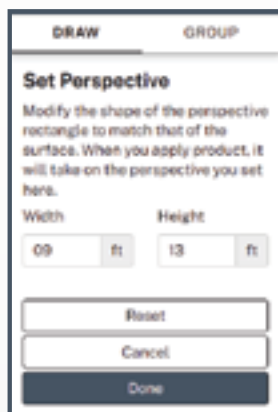 DRAW GROUP
Set Perspective
Modify the shape of the perspective
rectangle to match that of the
surface. When you apply product, it
will take on the perspective you set
here.
Width Height
09 ft 13 ft
Reset
Cancel
Done